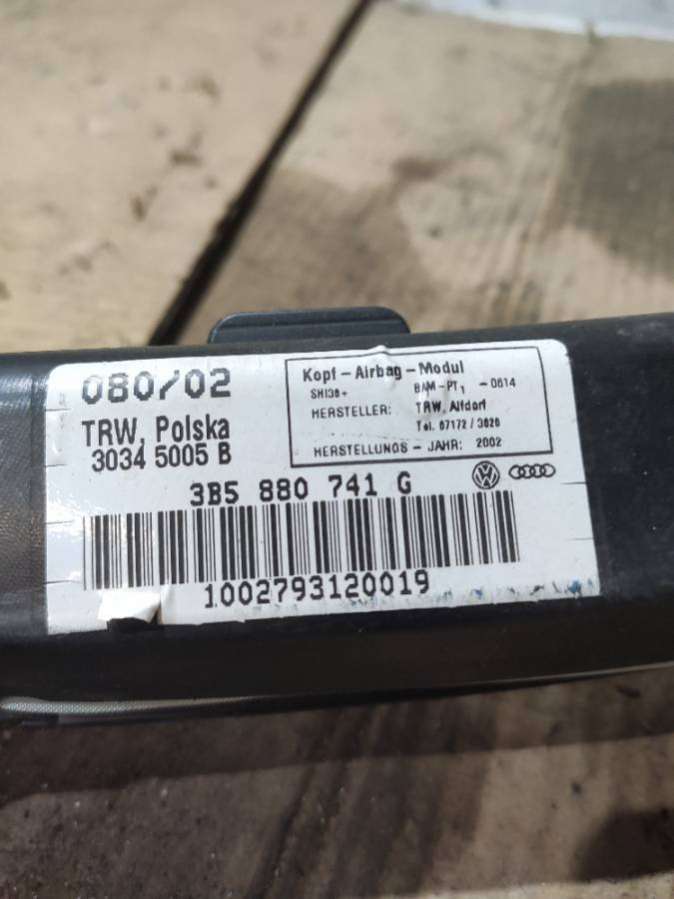 080/02
TRW, Polska
3034 5005 B
Kopf-Airbag-Modul
SHI38+ BAM-PT1 -0614
HERSTELLER: TRW, Alfdorf
Tel. 07172 / 3020
HERSTELLUNGS - JAHR: 2002
3B5 880 741 G
1002793120019